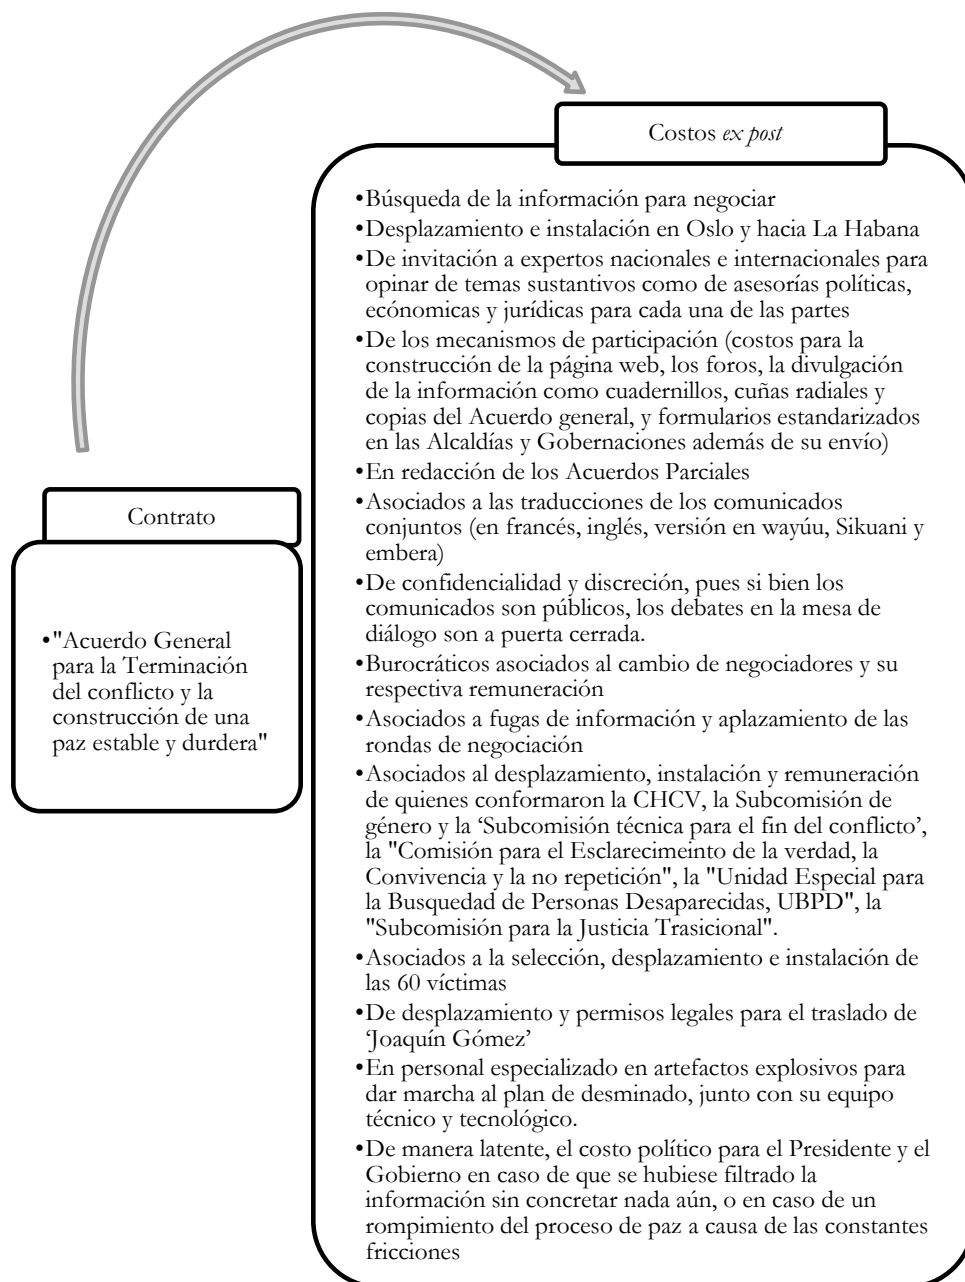 Contrato
•"Acuerdo General
para la Terminación
del conflicto y la
construcción de una
paz estable y durdera"
Costos ex post
•Búsqueda de la información para negociar
•Desplazamiento e instalación en Oslo y hacia La Habana
•De invitación a expertos nacionales e internacionales para
opinar de temas sustantivos como de asesorías políticas,
ecónomicas y jurídicas para cada una de las partes
•De los mecanismos de participación (costos para la
construcción de la página web, los foros, la divulgación
de la información como cuadernillos, cuñas radiales y
copias del Acuerdo general, y formularios estandarizados
en las Alcaldías y Gobernaciones además de su envío)
•En redacción de los Acuerdos Parciales
•Asociados a las traducciones de los comunicados
conjuntos (en francés, inglés, versión en wayúu, Sikuani y
embera)
•De confidencialidad y discreción, pues si bien los
comunicados son públicos, los debates en la mesa de
diálogo son a puerta cerrada.
•Burocráticos asociados al cambio de negociadores y su
respectiva remuneración
•Asociados a fugas de información y aplazamiento de las
rondas de negociación
•Asociados al desplazamiento, instalación y remuneración
de quienes conformaron la CHCV, la Subcomisión de
género y la ‘Subcomisión técnica para el fin del conflicto’,
la "Comisión para el Esclarecimeinto de la verdad, la
Convivencia y la no repetición", la "Unidad Especial para
la Busquedad de Personas Desaparecidas, UBPD", la
"Subcomisión para la Justicia Trasicional".
•Asociados a la selección, desplazamiento e instalación de
las 60 víctimas
•De desplazamiento y permisos legales para el traslado de
‘Joaquín Gómez’
•En personal especializado en artefactos explosivos para
dar marcha al plan de desminado, junto con su equipo
técnico y tecnológico.
•De manera latente, el costo político para el Presidente y el
Gobierno en caso de que se hubiese filtrado la
información sin concretar nada aún, o en caso de un
rompimiento del proceso de paz a causa de las constantes
fricciones